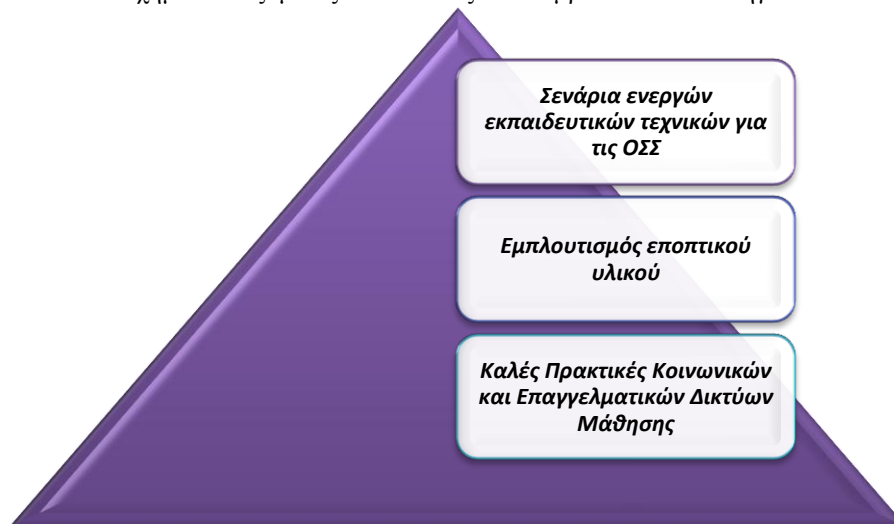 Σενάρια ενεργών
εκπαιδευτικών τεχνικών για
τις ΟΣΣ
Εμπλουτισμός εποπτικού
υλικού
Καλές Πρακτικές Κοινωνικών
και Επαγγελματικών Δικτύων
Μάθησης